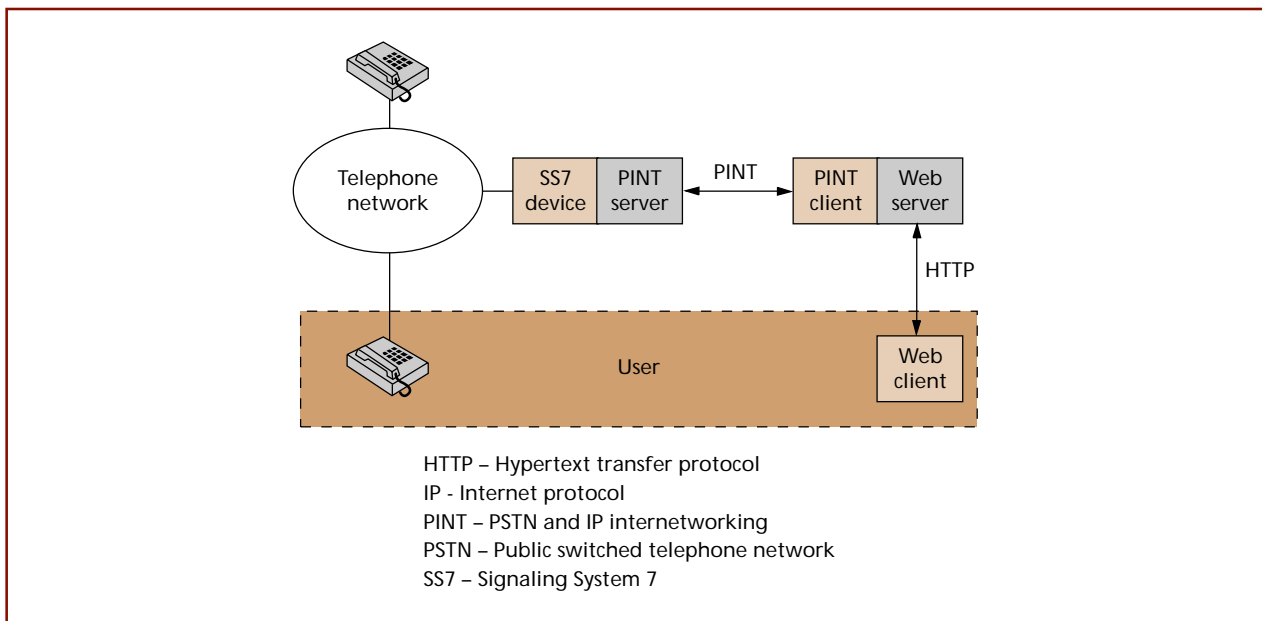 Telephone
network
SS7
device
PINT
server
PINT
PINT
client
Web
server
HTTP
User
Web
client
HTTP – Hypertext transfer protocol
IP - Internet protocol
PINT – PSTN and IP internetworking
PSTN – Public switched telephone network
SS7 – Signaling System 7